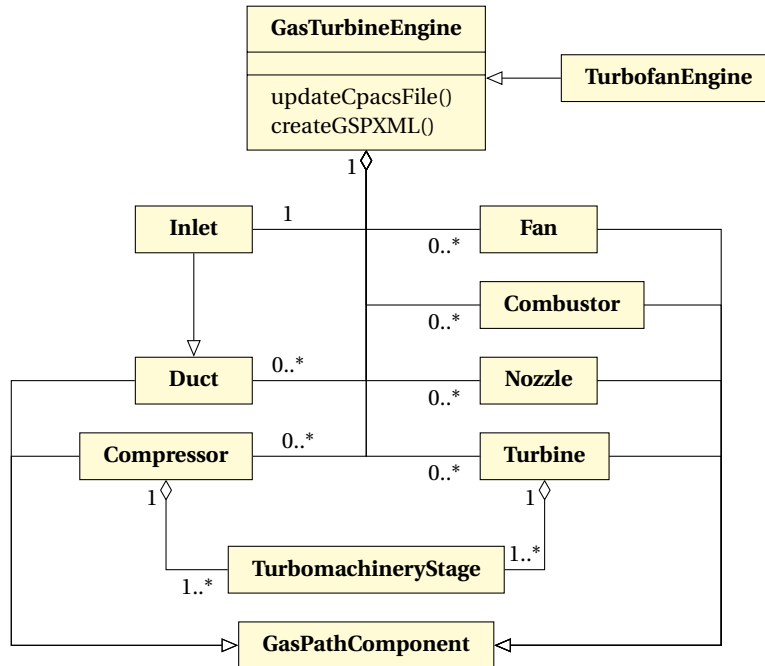 GasTurbineEngine
updateCpacsFile()
createGSPXML()
TurbofanEngine
1
Inlet
1
Fan
0..*
Combustor
0..*
Duct
0..*
Nozzle
0..*
Compressor
0..*
Turbine
0..*
1
1
TurbomachineryStage
1..*
1..*
GasPathComponent